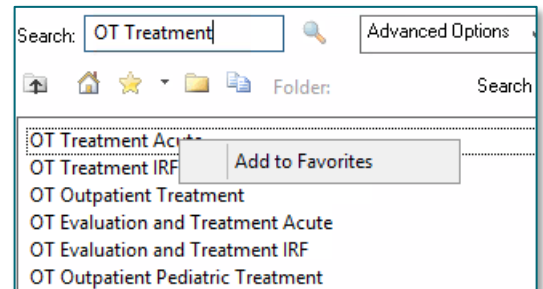 Search: OT Treatment Advanced Options
Folder: Search
OT Treatment Acute
OT Treatment IRF Add to Favorites
OT Outpatient Treatment
OT Evaluation and Treatment Acute
OT Evaluation and Treatment IRF
OT Outpatient Pediatric Treatment